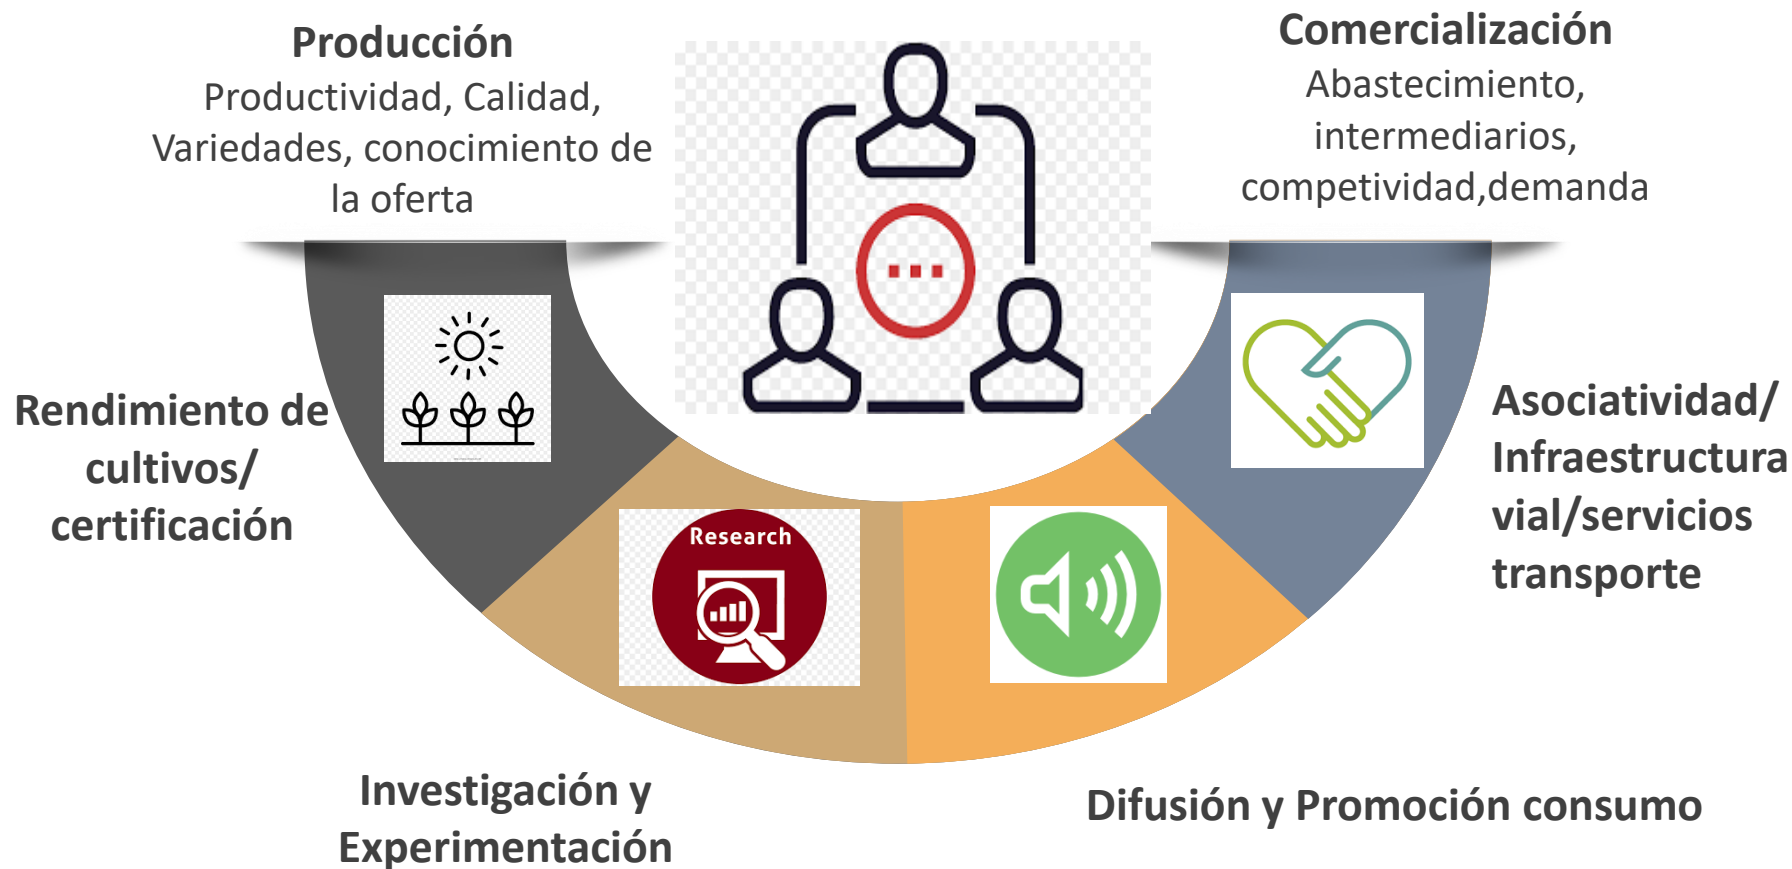 Producción
Productividad, Calidad,
Variedades, conocimiento de
la oferta
Comercialización
Abastecimiento,
intermediarios,
competividad,demanda
Rendimiento de
cultivos/
certificación
Asociatividad/
Infraestructura
vial/servicios
transporte
Research
Investigación y
Experimentación
Difusión y Promoción consumo